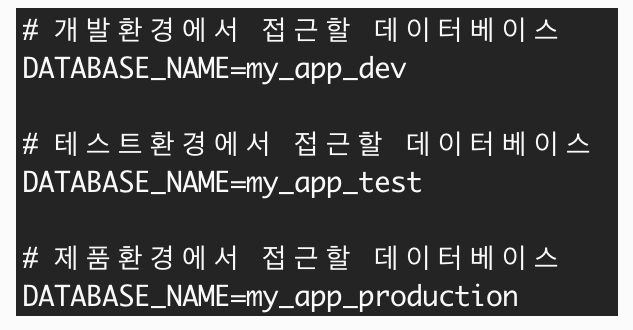 # 개발환경에서 접근할 데이터베이스
DATABASE_NAME=my_app_dev
# 테스트환경에서 접근할 데이터베이스
DATABASE_NAME=my_app_test
# 제품환경에서 접근할 데이터베이스
DATABASE_NAME=my_app_production